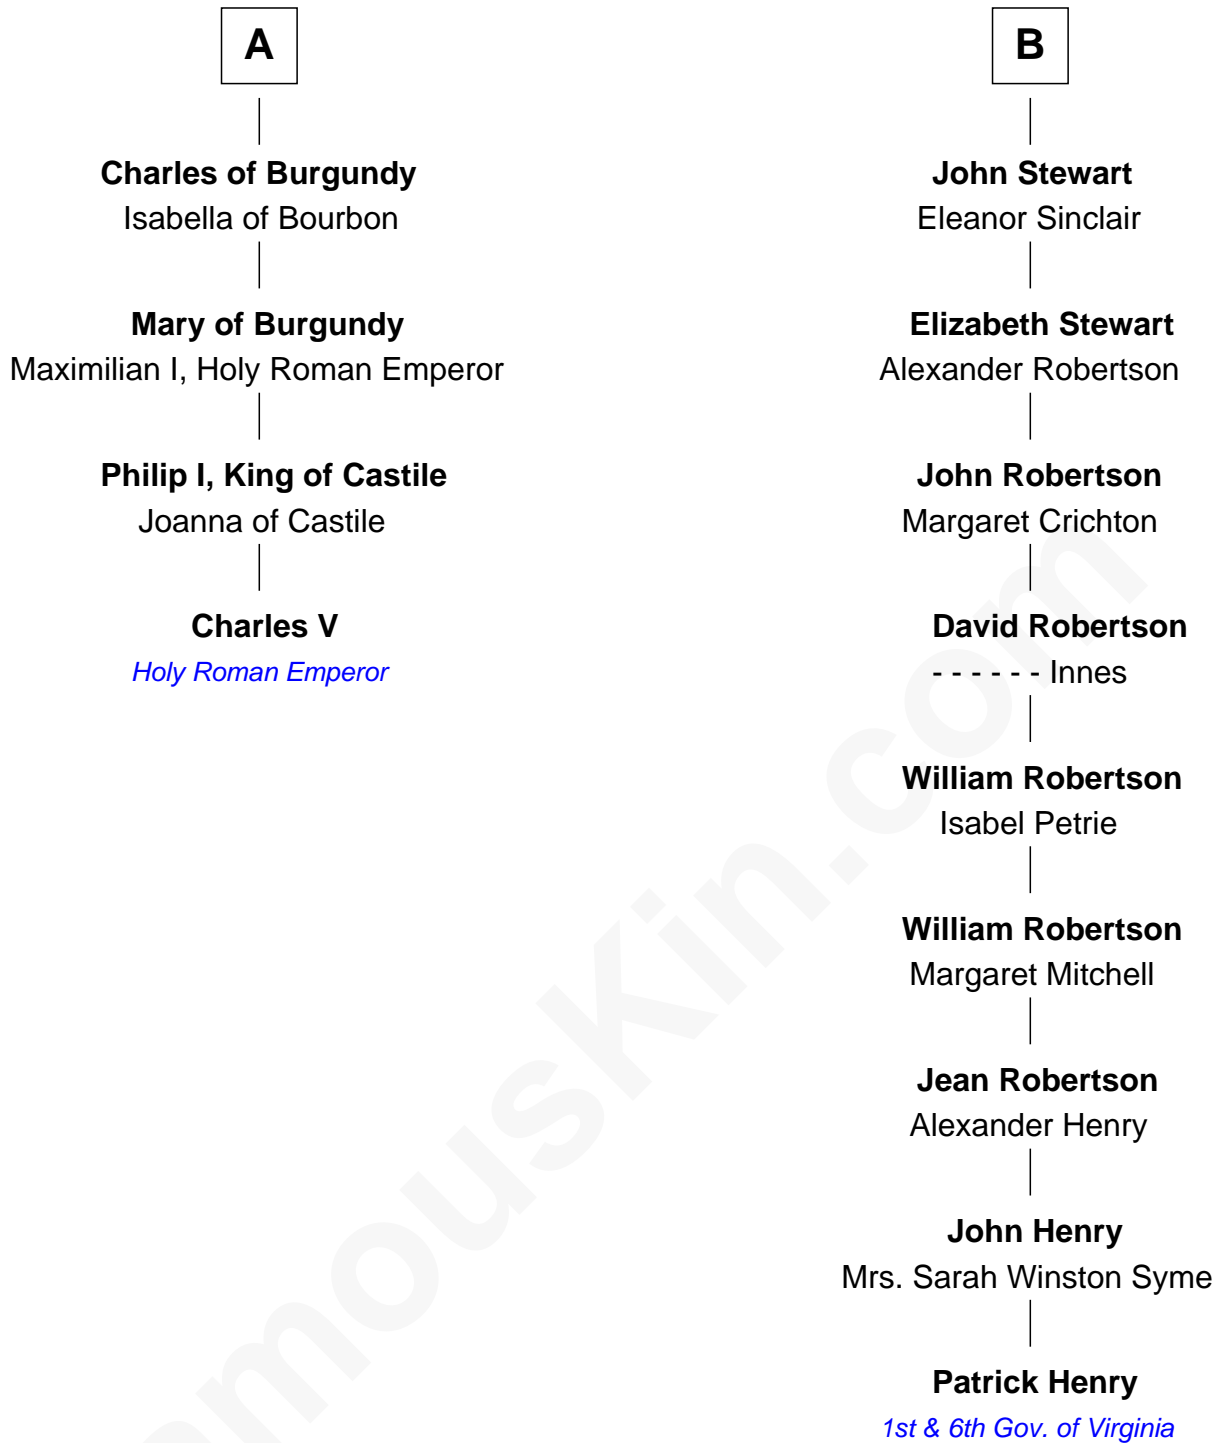 A
Charles of Burgundy
Isabella of Bourbon
Mary of Burgundy
Maximilian I, Holy Roman Emperor
Philip I, King of Castile
Joanna of Castile
Charles V
Holy Roman Emperor
B
John Stewart
Eleanor Sinclair
Elizabeth Stewart
Alexander Robertson
John Robertson
Margaret Crichton
David Robertson
- - - - - - Innes
William Robertson
Isabel Petrie
William Robertson
Margaret Mitchell
Jean Robertson
Alexander Henry
John Henry
Mrs. Sarah Winston Syme
Patrick Henry
1st & 6th Gov. of Virginia
amouskin.com